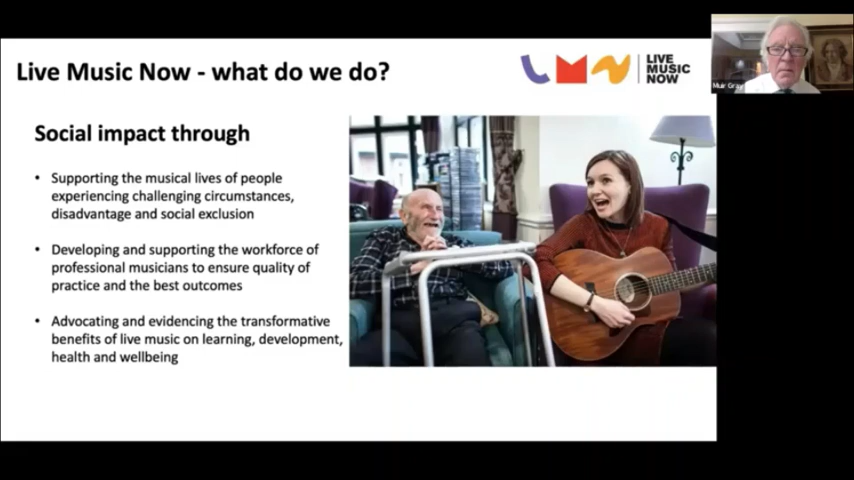 Live Music Now - what do we do?
LIVE
MUSIC
NOW
Muir Gray
Social impact through
• Supporting the musical lives of people
experiencing challenging circumstances,
disadvantage and social exclusion
• Developing and supporting the workforce of
professional musicians to ensure quality of
practice and the best outcomes
• Advocating and evidencing the transformative
benefits of live music on learning, development,
health and wellbeing